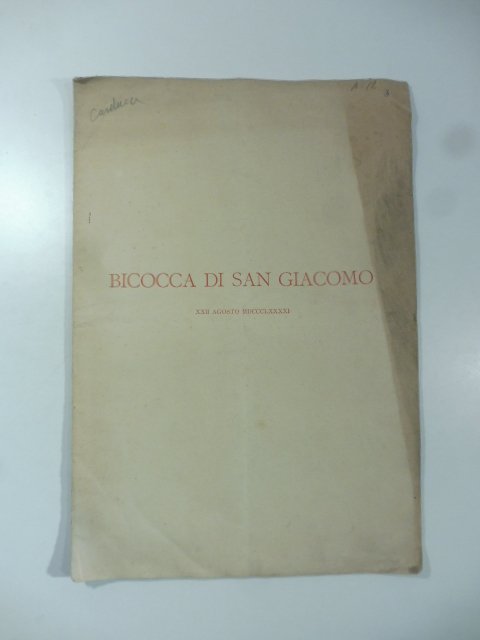 Carducci
BICOCCA DI SAN GIACOMO
XXII AGOSTO MDCCCLXXXXI